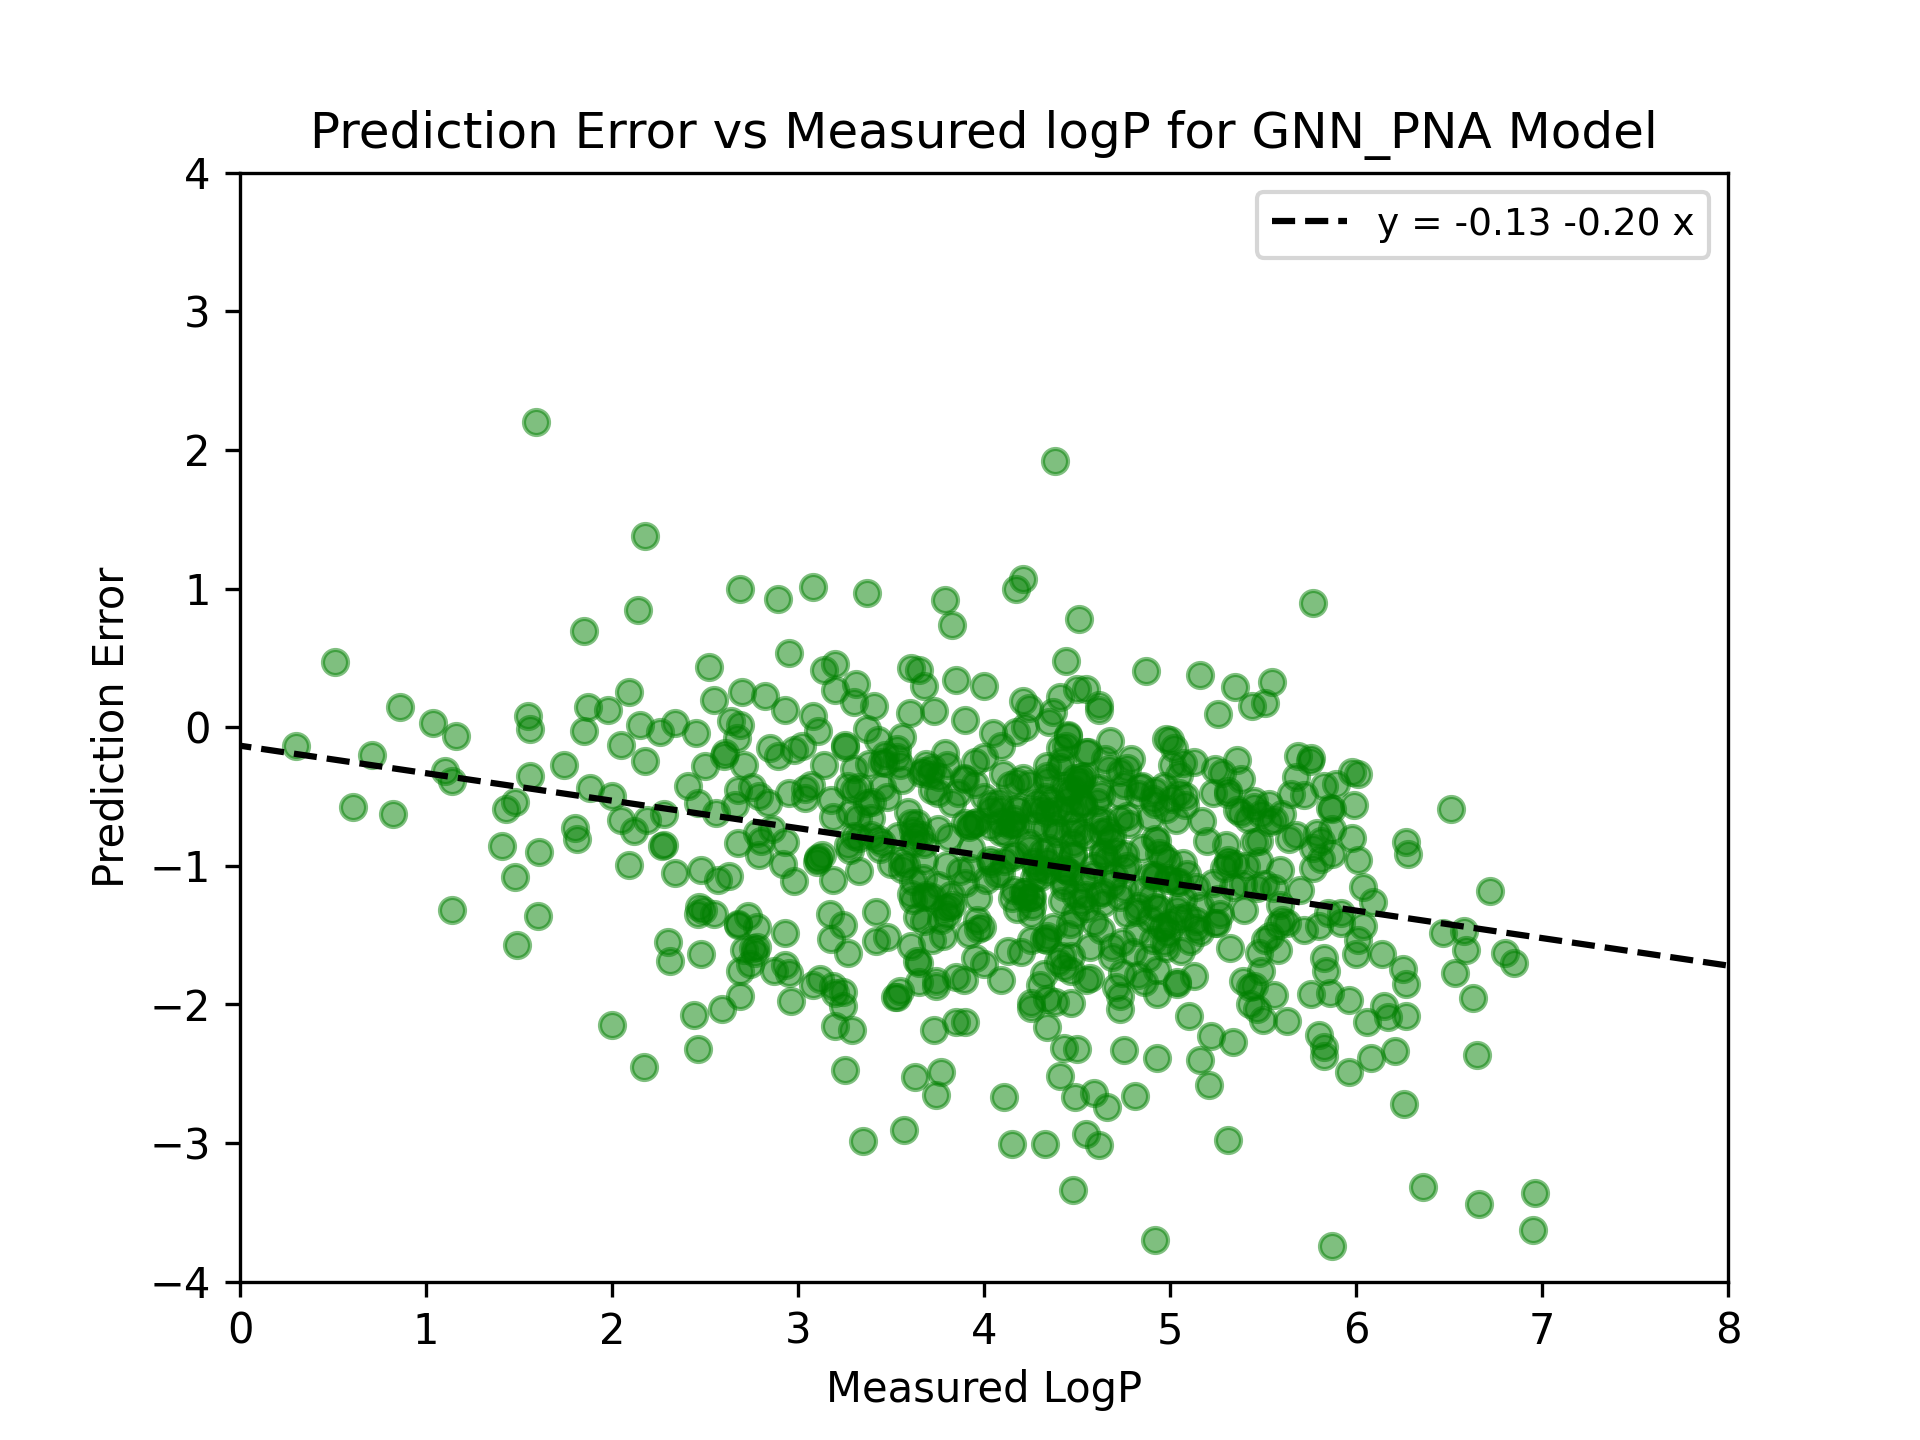 Prediction Error vs Measured logP for GNN_PNA Model
y = -0.13 -0.20 x
Prediction Error
4
3
2
1
0
−1
−2
−3
−4
0 1 2 3 4 5 6 7 8
Measured LogP